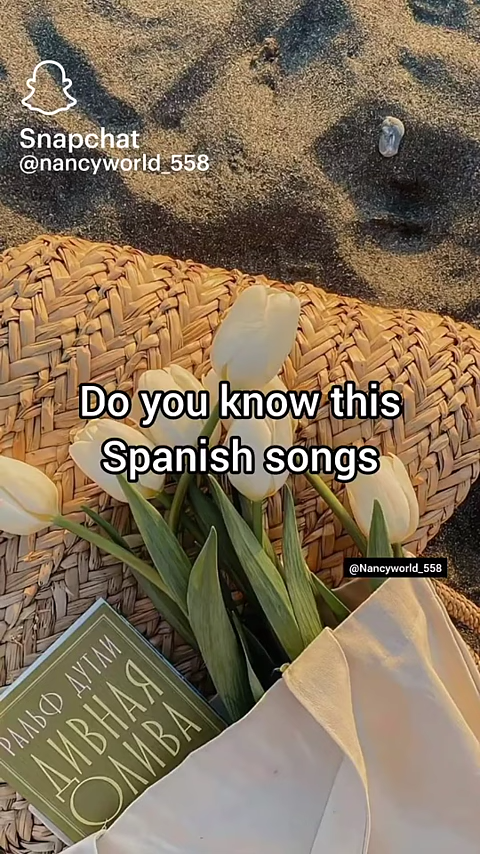 Snapchat
@nancyworld_558
Do you know this
Spanish songs
@Nancyworld_558
РАЛЬФ ДУТЛИ
ДИВНАЯ
ОЛИВА